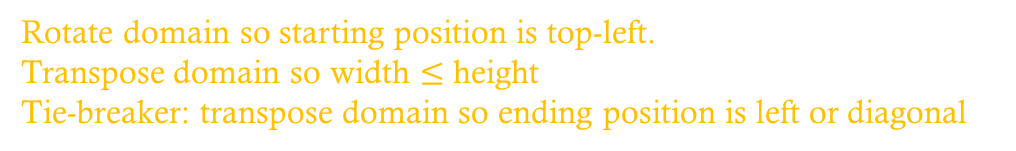 Rotate domain so starting position is top-left.
Transpose domain so width ≤ height
Tie-breaker: transpose domain so ending position is left or diagonal